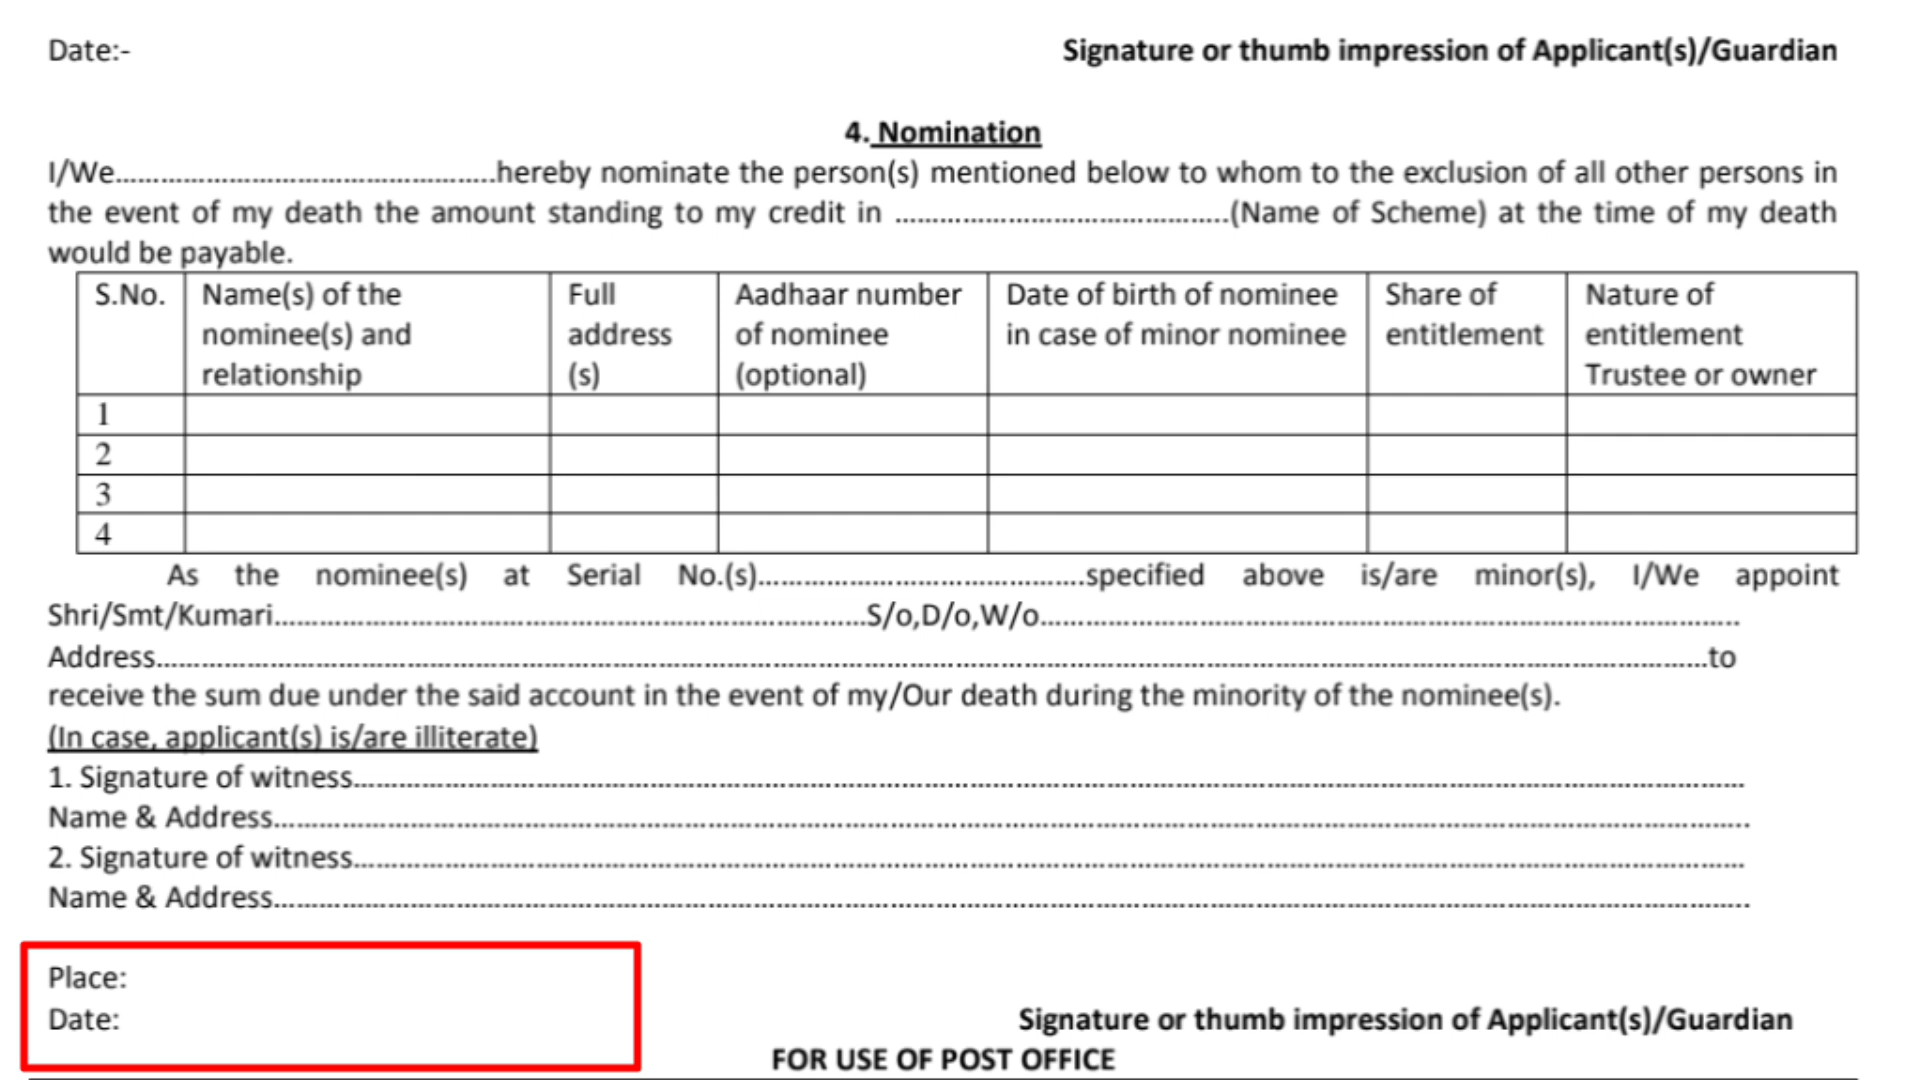 Date:- Signature or thumb impression of Applicant(s)/Guardian
4. Nomination
I/We.......................................................hereby nominate the person(s) mentioned below to whom to the exclusion of all other persons in
the event of my death the amount standing to my credit in ..........................................(Name of Scheme) at the time of my death
would be payable.
S.No. Name(s) of the nominee(s) and relationship Full address (s) Aadhaar number of nominee (optional) Date of birth of nominee in case of minor nominee Share of entitlement Nature of entitlement Trustee or owner
1
2
3
4
As the nominee(s) at Serial No.(s)..........................................specified above is/are minor(s), I/We appoint
Shri/Smt/Kumari..............................................................................S/o,D/o,W/o..........................................................................................
Address..........................................................................................................................................................................................to
receive the sum due under the said account in the event of my/Our death during the minority of the nominee(s).
(In case, applicant(s) is/are illiterate)
1. Signature of witness..........................................................................................................................................................................
Name & Address......................................................................................................................................................................................
2. Signature of witness..........................................................................................................................................................................
Name & Address......................................................................................................................................................................................
Place:
Date: Signature or thumb impression of Applicant(s)/Guardian
FOR USE OF POST OFFICE